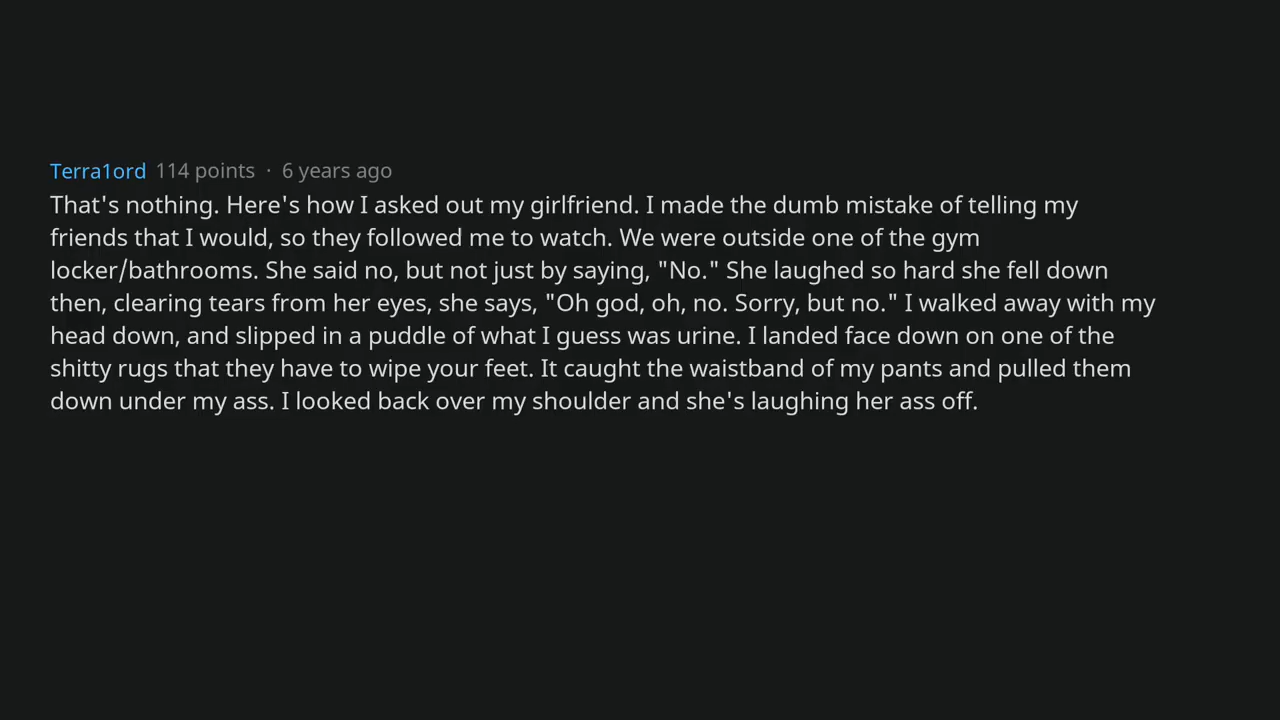 Terra1ord 114 points · 6 years ago
That's nothing. Here's how I asked out my girlfriend. I made the dumb mistake of telling my
friends that I would, so they followed me to watch. We were outside one of the gym
locker/bathrooms. She said no, but not just by saying, "No." She laughed so hard she fell down
then, clearing tears from her eyes, she says, "Oh god, oh, no. Sorry, but no." I walked away with my
head down, and slipped in a puddle of what I guess was urine. I landed face down on one of the
shitty rugs that they have to wipe your feet. It caught the waistband of my pants and pulled them
down under my ass. I looked back over my shoulder and she's laughing her ass off.